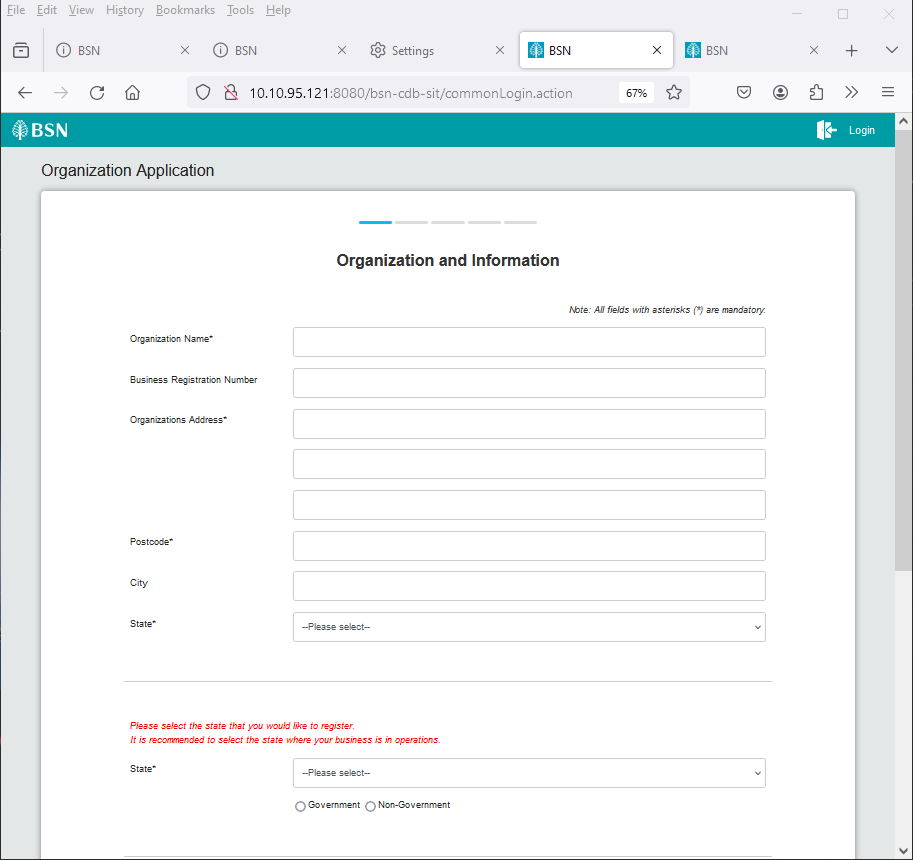 File Edit View History Bookmarks Tools Help
BSN BSN Settings BSN BSN
10.10.95.121:8080/bsn-cdb-sit/commonLogin.action 67%
BSN Login
Organization Application
Organization and Information
Note: All fields with asterisks (*) are mandatory.
Organization Name*
Business Registration Number
Organizations Address*
Postcode*
City
State* --Please select--
Please select the state that you would like to register.
It is recommended to select the state where your business is in operations.
State* --Please select--
Government Non-Government